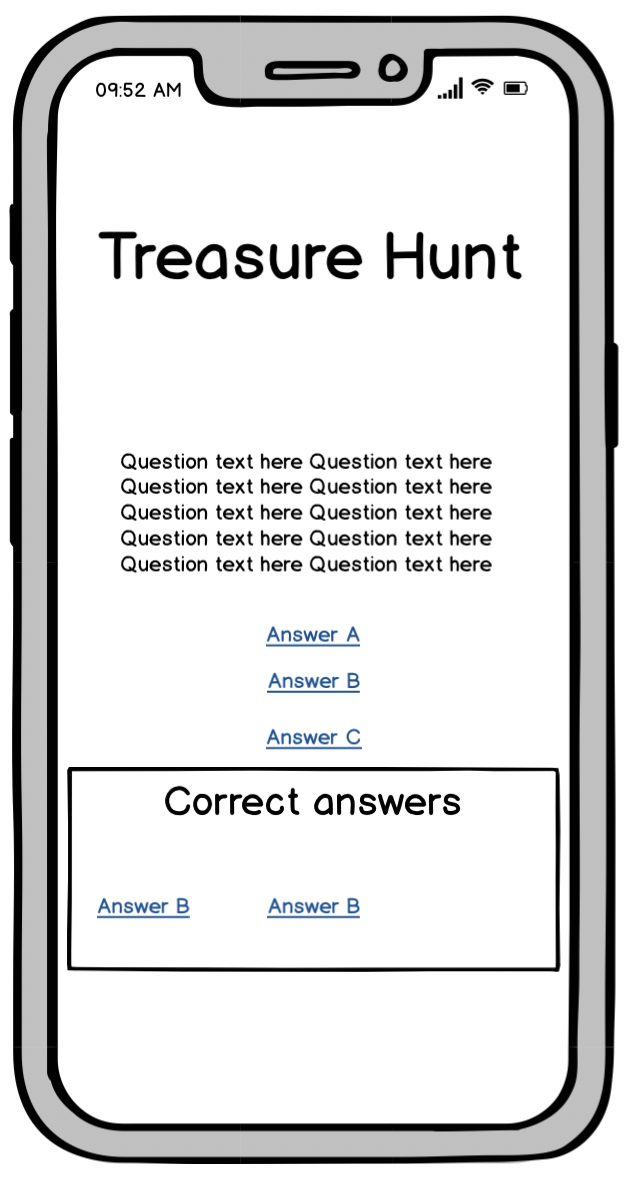 09:52 AM
Treasure Hunt
Question text here Question text here
Question text here Question text here
Question text here Question text here
Question text here Question text here
Question text here Question text here
Answer A
Answer B
Answer C
Correct answers
Answer B Answer B